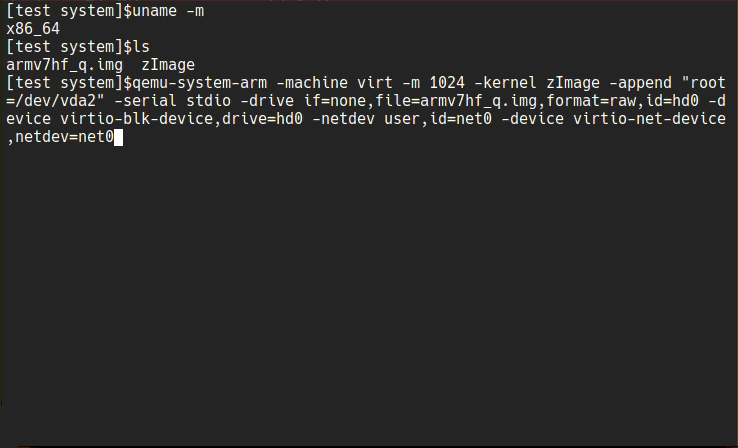 [test system]$uname -m
x86_64
[test system]$ls
armv7hf_q.img  zImage
[test system]$qemu-system-arm -machine virt -m 1024 -kernel zImage -append "root
=/dev/vda2" -serial stdio -drive if=none,file=armv7hf_q.img,format=raw,id=hd0 -d
evice virtio-blk-device,drive=hd0 -netdev user,id=net0 -device virtio-net-device
,netdev=net0